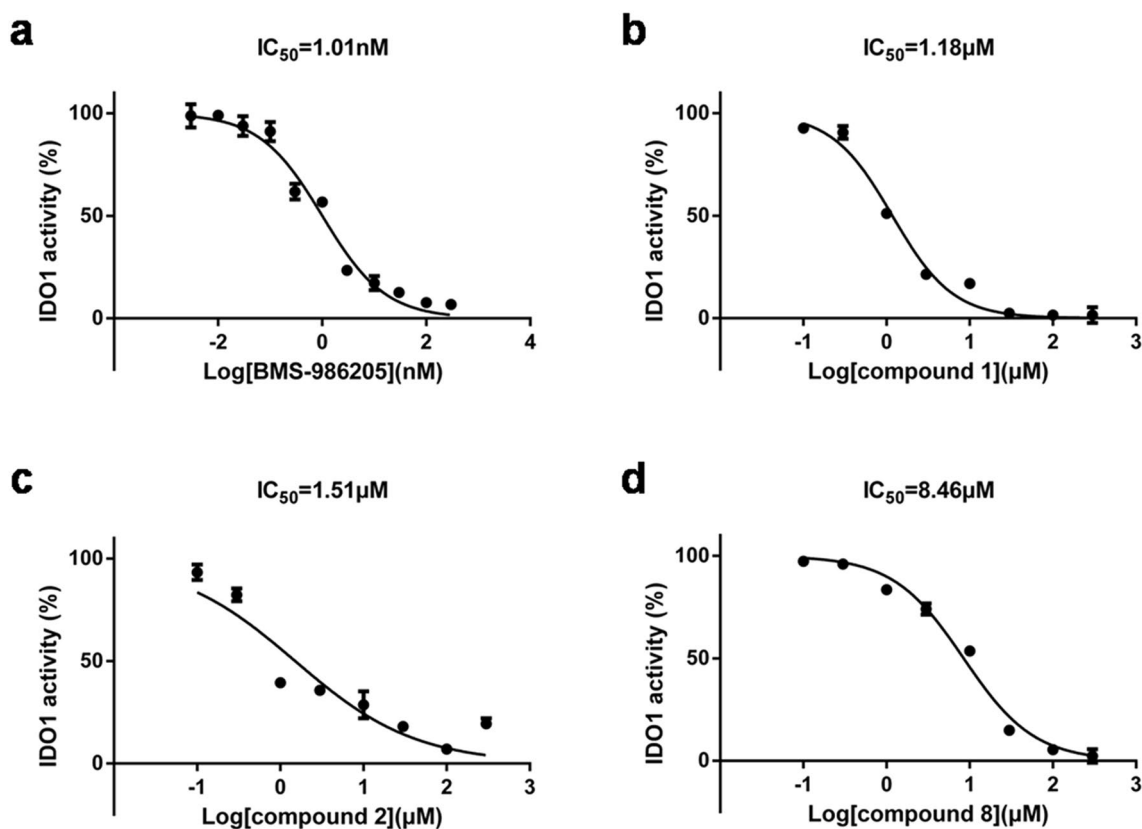 a
IC50=1.01nM
IDO1 activity (%)
100
50
0
-2
0
2
4
Log[BMS-986205](nM)
b
IC50=1.18µM
IDO1 activity (%)
100
50
0
-1
0
1
2
3
Log[compound 1](µM)
c
IC50=1.51µM
IDO1 activity (%)
100
50
0
-1
0
1
2
3
Log[compound 2](µM)
d
IC50=8.46µM
IDO1 activity (%)
100
50
0
-1
0
1
2
3
Log[compound 8](µM)